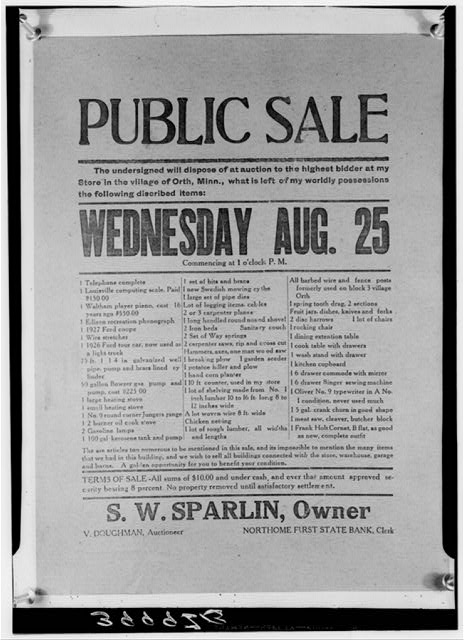 PUBLIC SALE
The undersigned will dispose of at auction to the highest bidder at my
Store in the village of Orth, Minn., what is left of my worldly possessions
the following discribed items:
WEDNESDAY AUG. 25
Commencing at 1 o'clock P. M.
1 Telephone complete
1 Louisville computing scale. Paid
$150.00
1 Waltham player piano, cost 16
years ago $550.00
1 Edison recreation phonograph
1 1927 Ford coupe
1 Wire stretcher
1 1926 Ford tour car, now used as
a light truck
75 ft. 1 1 4 in galvanized well
pipe, pump and brass lined cy
linder
60 gallon Bowser gas pump and
pump, cost $225 00
1 large heating stove
1 small heating stove
1 No. 9 round owner Jungers range
1 2 burner oil cook stove
2 Gasoline lamps
1 100 gal kerosene tank and pump
1 set of bits and brace
1 new Swedish mowing cythe
1 large set of pipe dies
Lot of logging items, cables
2 or 3 carpenter planes
1 long handled round nosed shovel
2 Iron beds Sanitary couch
2 Set of Way springs
2 carpenter saws, rip and cross cut
Hammers, axes, one man wood saw
1 breaking plow 1 garden seeder
1 potatoe hiller and plow
1 hand corn planter
1 10 ft counter, used in my store
1 lot of shelving made from No. 1
inch lumber 10 to 16 ft. long 8 to
12 inches wide
A lot woven wire 8 ft. wide
Chicken netting
1 lot of rough lumber, all widths
and lengths
All barbed wire and fence posts
formerly used on block 3 village
Orth
1 spring tooth drag, 2 sections
Fruit jars, dishes, knives and forks
2 disc harrows 1 lot of chairs
1 rocking chair
1 dining extension table
1 cook table with drawers
1 wash stand with drawer
1 kitchen cupboard
1 6 drawer commode with mirror
1 6 drawer Singer sewing machine
1 Oliver No. 9 typewriter in A No.
1 condition, never used much
1 5 gal. crank churn in good shape
1 meat saw, cleaver, butcher block
1 Frank Holt Cornet, B flat, as good
as new, complete outfit
The are articles too numerous to be mentioned in this sale, and its impossible to mention the many items
that we had in this building, and we wish to sell all buildings connected with the store, warehouse, garage
and barns. A golden opportunity for you to benefit your condition.
TERMS OF SALE -All sums of $10.00 and under cash, and over that amount approved se-
curity bearing 8 percent. No property removed until satisfactory settlement.
S. W. SPARLIN, Owner
V. DOUGHMAN, Auctioneer NORTHOME FIRST STATE BANK, Clerk